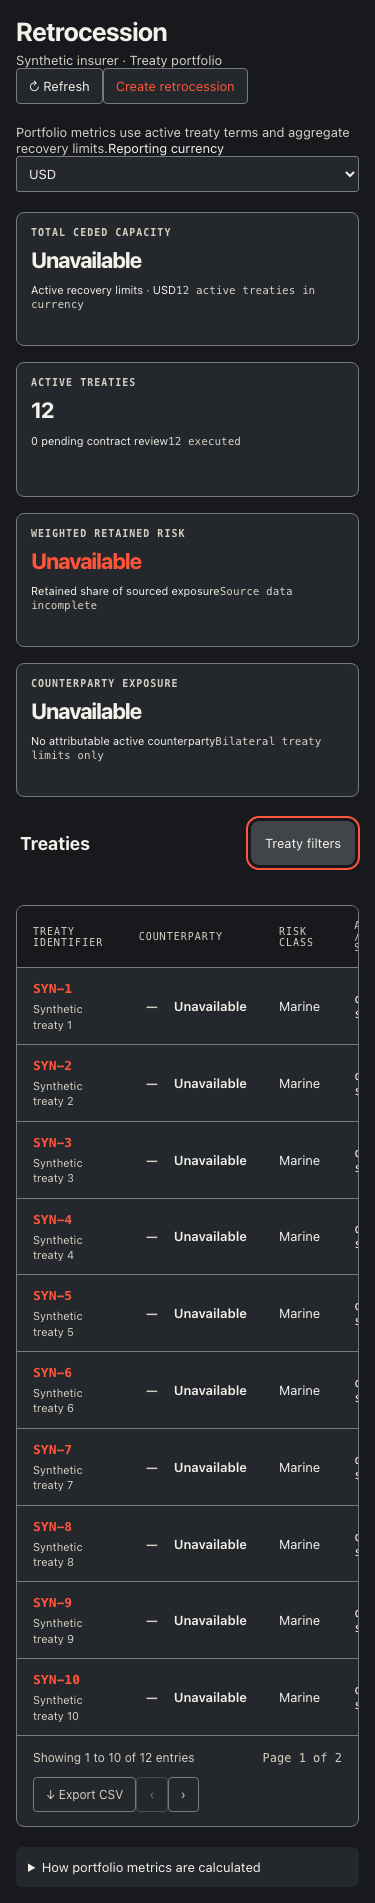 Retrocession
Synthetic insurer · Treaty portfolio
↻ Refresh
Create retrocession
Portfolio metrics use active treaty terms and aggregate
recovery limits.Reporting currency
USD
TOTAL CEDED CAPACITY
Unavailable
Active recovery limits · USD12 active treaties in
currency
ACTIVE TREATIES
12
0 pending contract review12 executed
WEIGHTED RETAINED RISK
Unavailable
Retained share of sourced exposureSource data
incomplete
COUNTERPARTY EXPOSURE
Unavailable
No attributable active counterpartyBilateral treaty
limits only
Treaties
Treaty filters
TREATY
IDENTIFIER
COUNTERPARTY
RISK
CLASS
SYN-1
Synthetic
treaty 1
— Unavailable
Marine
SYN-2
Synthetic
treaty 2
— Unavailable
Marine
SYN-3
Synthetic
treaty 3
— Unavailable
Marine
SYN-4
Synthetic
treaty 4
— Unavailable
Marine
SYN-5
Synthetic
treaty 5
— Unavailable
Marine
SYN-6
Synthetic
treaty 6
— Unavailable
Marine
SYN-7
Synthetic
treaty 7
— Unavailable
Marine
SYN-8
Synthetic
treaty 8
— Unavailable
Marine
SYN-9
Synthetic
treaty 9
— Unavailable
Marine
SYN-10
Synthetic
treaty 10
— Unavailable
Marine
Showing 1 to 10 of 12 entries
Page 1 of 2
↓ Export CSV
‹
›
▶ How portfolio metrics are calculated